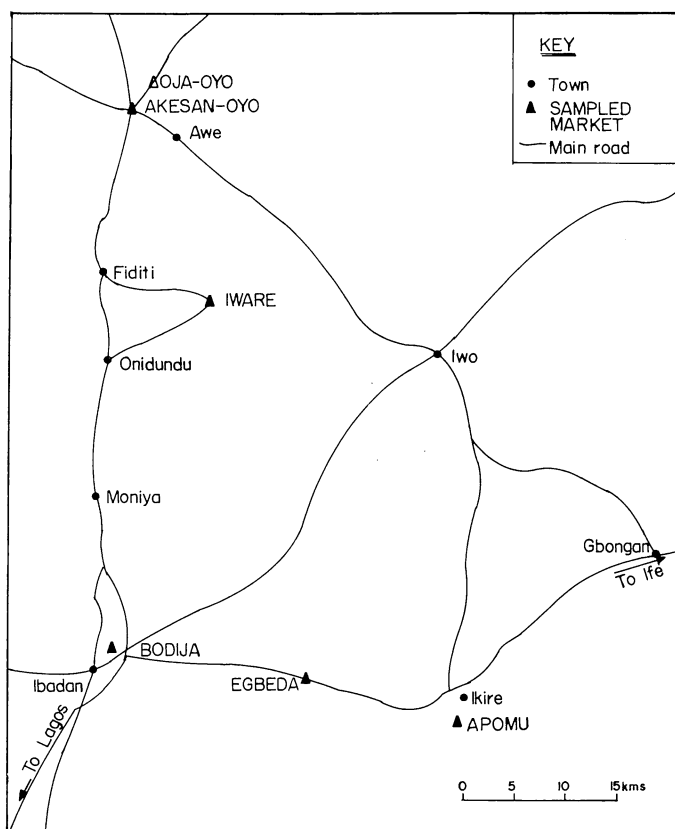 KEY
Town
SAMPLED
MARKET
Main road
OJA-OYO
AKESAN-OYO
Awe
Fiditi
IWARE
Onidundu
Iwo
Moniya
Gbongan
To Ife
BODIJA
Ibadan
EGBEDA
Ikire
APOMU
To Lagos
0 5 10 15kms